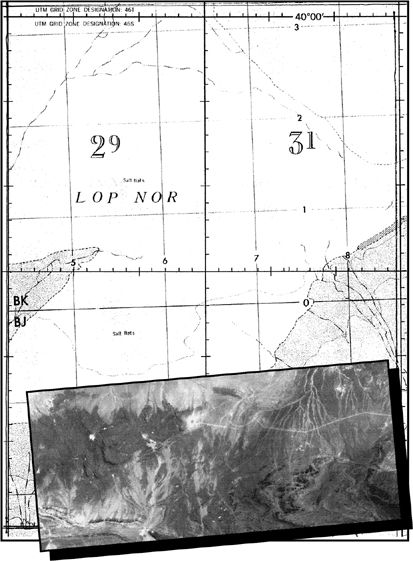 UTM GRID ZONE DESIGNATION: 46T
UTM GRID ZONE DESIGNATION: 46S
40°00'
3
2
29
31
Salt flats
LOP NOR
1
5
6
7
8
BK
0
BJ
Salt flats